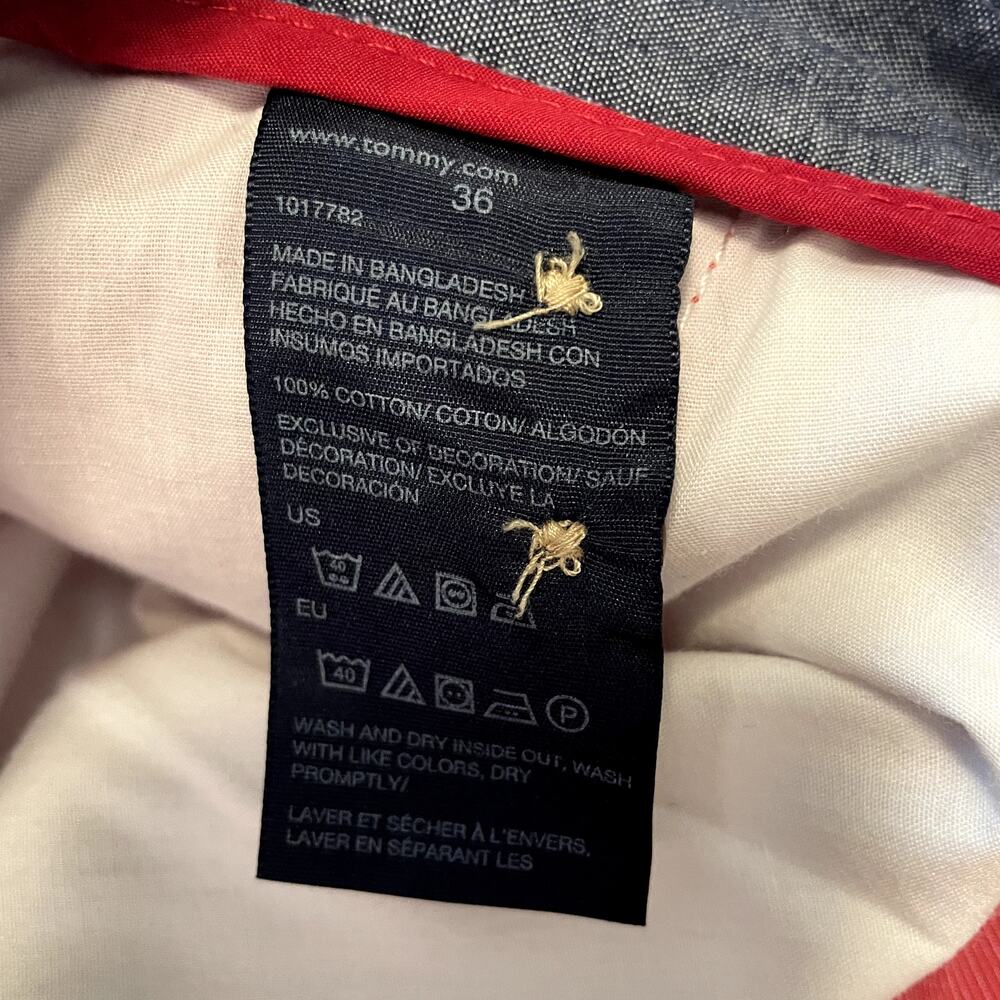 www.tommy.com
36
1017782
MADE IN BANGLADESH
FABRIQUÉ AU BANGLADESH
HECHO EN BANGLADESH CON
INSUMOS IMPORTADOS
100% COTTON/ COTON/ ALGODÓN
EXCLUSIVE OF DECORATION/ SAUF
DÉCORATION/ EXCLUYE LA
DECORACIÓN
US
40
EU
40
P
WASH AND DRY INSIDE OUT, WASH
WITH LIKE COLORS, DRY
PROMPTLY/
LAVER ET SÉCHER À L'ENVERS,
LAVER EN SÉPARANT LES